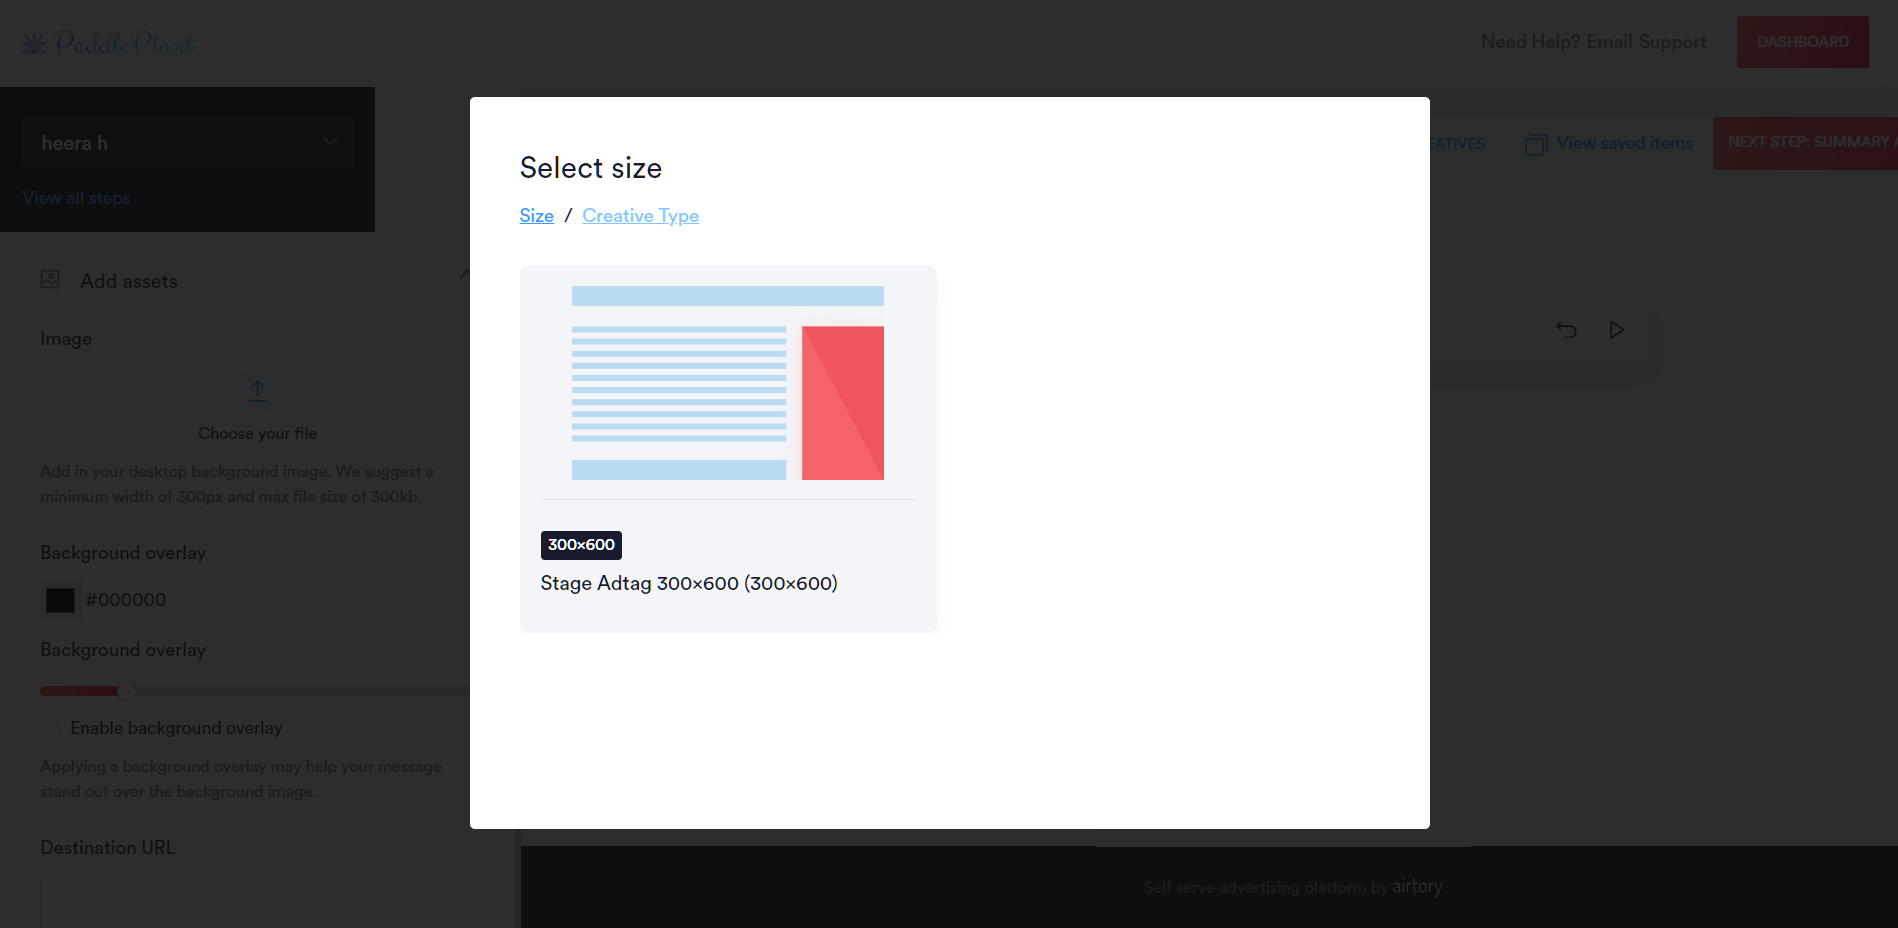 PaddlePlant
Need Help? Email Support
DASHBOARD
heera h
View all steps
EATIVES
View saved items
NEXT STEP: SUMMARY
Add assets
Image
Choose your file
Add in your desktop background image. We suggest a
minimum width of 300px and max file size of 300kb.
Background overlay
#000000
Background overlay
Enable background overlay
Applying a background overlay may help your message
stand out over the background image.
Destination URL
Select size
Size / Creative Type
300×600
Stage Adtag 300×600 (300×600)
Self serve advertising platform by airtory